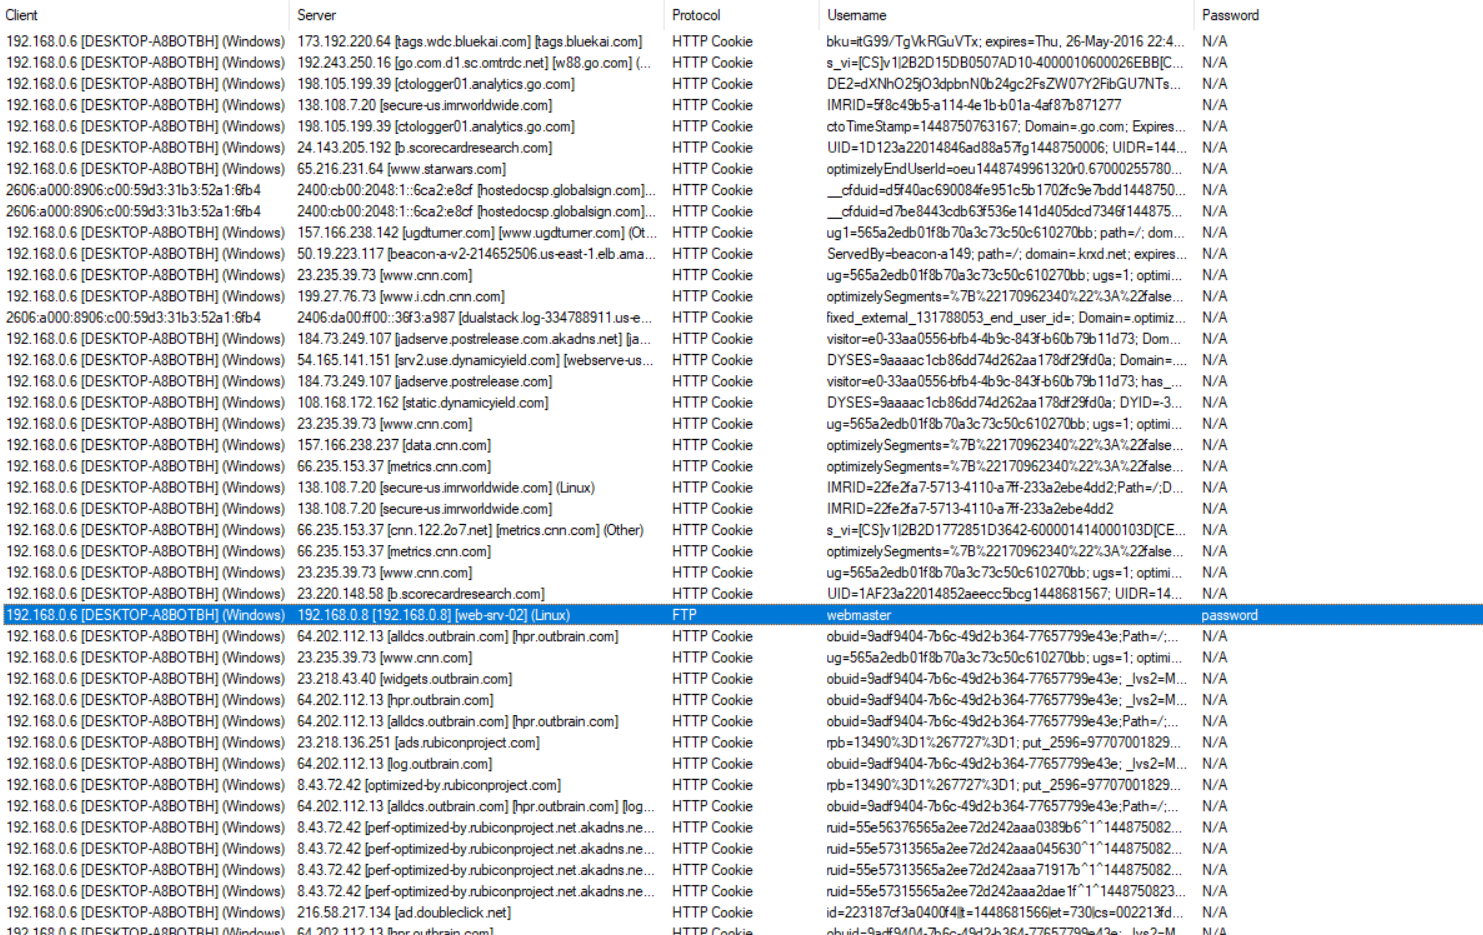 Client Server Protocol Username Password
192.168.0.6 [DESKTOP-A8BOTBH] (Windows) 173.192.220.64 [tags.wdc.bluekai.com] [tags.bluekai.com] HTTP Cookie bku=itG99/TgVkRGuVTx; expires=Thu, 26-May-2016 22:4... N/A
192.168.0.6 [DESKTOP-A8BOTBH] (Windows) 192.243.250.16 [go.com.d1.sc.omtrdc.net] [w88.go.com] (... HTTP Cookie s_vi=[CS]v1|2B2D15DB0507AD10-4000010600026EBB[C... N/A
192.168.0.6 [DESKTOP-A8BOTBH] (Windows) 198.105.199.39 [ctologger01.analytics.go.com] HTTP Cookie DE2=dXNhO25jO3dpbnN0b24gc2FsZW07Y2FibGU7NTs... N/A
192.168.0.6 [DESKTOP-A8BOTBH] (Windows) 138.108.7.20 [secure-us.imrworldwide.com] HTTP Cookie IMRID=5f8c49b5-a114-4e1b-b01a-4af87b871277 N/A
192.168.0.6 [DESKTOP-A8BOTBH] (Windows) 198.105.199.39 [ctologger01.analytics.go.com] HTTP Cookie ctoTimeStamp=1448750763167; Domain=.go.com; Expires... N/A
192.168.0.6 [DESKTOP-A8BOTBH] (Windows) 24.143.205.192 [b.scorecardresearch.com] HTTP Cookie UID=1D123a22014846ad88a57fg1448750006; UIDR=144... N/A
192.168.0.6 [DESKTOP-A8BOTBH] (Windows) 65.216.231.64 [www.starwars.com] HTTP Cookie optimizelyEndUserId=oeu1448749961320r0.67000255780... N/A
2606:a000:8906:c00:59d3:31b3:52a1:6fb4 2400:cb00:2048:1::6ca2:e8cf [hostedocsp.globalsign.com]... HTTP Cookie __cfduid=d5f40ac690084fe951c5b1702fc9e7bdd1448750... N/A
2606:a000:8906:c00:59d3:31b3:52a1:6fb4 2400:cb00:2048:1::6ca2:e8cf [hostedocsp.globalsign.com]... HTTP Cookie __cfduid=d7be8443cdb63f536e141d405dcd7346f144875... N/A
192.168.0.6 [DESKTOP-A8BOTBH] (Windows) 157.166.238.142 [ugdturner.com] [www.ugdturner.com] (Ot... HTTP Cookie ug1=565a2edb01f8b70a3c73c50c610270bb; path=/; dom... N/A
192.168.0.6 [DESKTOP-A8BOTBH] (Windows) 50.19.223.117 [beacon-a-v2-214652506.us-east-1.elb.ama... HTTP Cookie ServedBy=beacon-a149; path=/; domain=.krxd.net; expires... N/A
192.168.0.6 [DESKTOP-A8BOTBH] (Windows) 23.235.39.73 [www.cnn.com] HTTP Cookie ug=565a2edb01f8b70a3c73c50c610270bb; ugs=1; optimi... N/A
192.168.0.6 [DESKTOP-A8BOTBH] (Windows) 199.27.76.73 [www.i.cdn.cnn.com] HTTP Cookie optimizelySegments=%7B%22170962340%22%3A%22false... N/A
2606:a000:8906:c00:59d3:31b3:52a1:6fb4 2406:da00:ff00::36f3:a987 [dualstack.log-334788911.us-e... HTTP Cookie fixed_external_131788053_end_user_id=; Domain=.optimiz... N/A
192.168.0.6 [DESKTOP-A8BOTBH] (Windows) 184.73.249.107 [jadserve.postrelease.com.akadns.net] [ja... HTTP Cookie visitor=e0-33aa0556-bfb4-4b9c-843f-b60b79b11d73; Dom... N/A
192.168.0.6 [DESKTOP-A8BOTBH] (Windows) 54.165.141.151 [srv2.use.dynamicyield.com] [webserve-us... HTTP Cookie DYSES=9aaaac1cb86dd74d262aa178df29fd0a; Domain=.... N/A
192.168.0.6 [DESKTOP-A8BOTBH] (Windows) 184.73.249.107 [jadserve.postrelease.com] HTTP Cookie visitor=e0-33aa0556-bfb4-4b9c-843f-b60b79b11d73; has_... N/A
192.168.0.6 [DESKTOP-A8BOTBH] (Windows) 108.168.172.162 [static.dynamicyield.com] HTTP Cookie DYSES=9aaaac1cb86dd74d262aa178df29fd0a; DYID=-3... N/A
192.168.0.6 [DESKTOP-A8BOTBH] (Windows) 23.235.39.73 [www.cnn.com] HTTP Cookie ug=565a2edb01f8b70a3c73c50c610270bb; ugs=1; optimi... N/A
192.168.0.6 [DESKTOP-A8BOTBH] (Windows) 157.166.238.237 [data.cnn.com] HTTP Cookie optimizelySegments=%7B%22170962340%22%3A%22false... N/A
192.168.0.6 [DESKTOP-A8BOTBH] (Windows) 66.235.153.37 [metrics.cnn.com] HTTP Cookie optimizelySegments=%7B%22170962340%22%3A%22false... N/A
192.168.0.6 [DESKTOP-A8BOTBH] (Windows) 138.108.7.20 [secure-us.imrworldwide.com] (Linux) HTTP Cookie IMRID=22fe2fa7-5713-4110-a7ff-233a2ebe4dd2;Path=/;D... N/A
192.168.0.6 [DESKTOP-A8BOTBH] (Windows) 138.108.7.20 [secure-us.imrworldwide.com] HTTP Cookie IMRID=22fe2fa7-5713-4110-a7ff-233a2ebe4dd2 N/A
192.168.0.6 [DESKTOP-A8BOTBH] (Windows) 66.235.153.37 [cnn.122.2o7.net] [metrics.cnn.com] (Other) HTTP Cookie s_vi=[CS]v1|2B2D1772851D3642-600001414000103D[CE... N/A
192.168.0.6 [DESKTOP-A8BOTBH] (Windows) 66.235.153.37 [metrics.cnn.com] HTTP Cookie optimizelySegments=%7B%22170962340%22%3A%22false... N/A
192.168.0.6 [DESKTOP-A8BOTBH] (Windows) 23.235.39.73 [www.cnn.com] HTTP Cookie ug=565a2edb01f8b70a3c73c50c610270bb; ugs=1; optimi... N/A
192.168.0.6 [DESKTOP-A8BOTBH] (Windows) 23.220.148.58 [b.scorecardresearch.com] HTTP Cookie UID=1AF23a22014852aeecc5bcg1448681567; UIDR=14... N/A
192.168.0.6 [DESKTOP-A8BOTBH] (Windows) 192.168.0.8 [192.168.0.8] [web-srv-02] (Linux) FTP webmaster password
192.168.0.6 [DESKTOP-A8BOTBH] (Windows) 64.202.112.13 [alldcs.outbrain.com] [hpr.outbrain.com] HTTP Cookie obuid=9adf9404-7b6c-49d2-b364-77657799e43e;Path=/;... N/A
192.168.0.6 [DESKTOP-A8BOTBH] (Windows) 23.235.39.73 [www.cnn.com] HTTP Cookie ug=565a2edb01f8b70a3c73c50c610270bb; ugs=1; optimi... N/A
192.168.0.6 [DESKTOP-A8BOTBH] (Windows) 23.218.43.40 [widgets.outbrain.com] HTTP Cookie obuid=9adf9404-7b6c-49d2-b364-77657799e43e; _lvs2=M... N/A
192.168.0.6 [DESKTOP-A8BOTBH] (Windows) 64.202.112.13 [hpr.outbrain.com] HTTP Cookie obuid=9adf9404-7b6c-49d2-b364-77657799e43e; _lvs2=M... N/A
192.168.0.6 [DESKTOP-A8BOTBH] (Windows) 64.202.112.13 [alldcs.outbrain.com] [hpr.outbrain.com] HTTP Cookie obuid=9adf9404-7b6c-49d2-b364-77657799e43e;Path=/;... N/A
192.168.0.6 [DESKTOP-A8BOTBH] (Windows) 23.218.136.251 [ads.rubiconproject.com] HTTP Cookie rpb=13490%3D1%267727%3D1; put_2596=97707001829... N/A
192.168.0.6 [DESKTOP-A8BOTBH] (Windows) 64.202.112.13 [log.outbrain.com] HTTP Cookie obuid=9adf9404-7b6c-49d2-b364-77657799e43e; _lvs2=M... N/A
192.168.0.6 [DESKTOP-A8BOTBH] (Windows) 8.43.72.42 [optimized-by.rubiconproject.com] HTTP Cookie rpb=13490%3D1%267727%3D1; put_2596=97707001829... N/A
192.168.0.6 [DESKTOP-A8BOTBH] (Windows) 64.202.112.13 [alldcs.outbrain.com] [hpr.outbrain.com] [log... HTTP Cookie obuid=9adf9404-7b6c-49d2-b364-77657799e43e;Path=/;... N/A
192.168.0.6 [DESKTOP-A8BOTBH] (Windows) 8.43.72.42 [perf-optimized-by.rubiconproject.net.akadns.ne... HTTP Cookie ruid=55e56376565a2ee72d242aaa0389b6^1^144875082... N/A
192.168.0.6 [DESKTOP-A8BOTBH] (Windows) 8.43.72.42 [perf-optimized-by.rubiconproject.net.akadns.ne... HTTP Cookie ruid=55e57313565a2ee72d242aaa045630^1^144875082... N/A
192.168.0.6 [DESKTOP-A8BOTBH] (Windows) 8.43.72.42 [perf-optimized-by.rubiconproject.net.akadns.ne... HTTP Cookie ruid=55e57313565a2ee72d242aaa71917b^1^144875082... N/A
192.168.0.6 [DESKTOP-A8BOTBH] (Windows) 8.43.72.42 [perf-optimized-by.rubiconproject.net.akadns.ne... HTTP Cookie ruid=55e57315565a2ee72d242aaa2dae1f^1^1448750823... N/A
192.168.0.6 [DESKTOP-A8BOTBH] (Windows) 216.58.217.134 [ad.doubleclick.net] HTTP Cookie id=223187cf3a0400f4||t=1448681566|et=730|cs=002213fd... N/A
192.168.0.6 [DESKTOP-A8BOTBH] (Windows) 64.202.112.13 [hpr.outbrain.com] HTTP Cookie obuid=9adf9404-7b6c-49d2-b364-77657799e43e; _lvs2=M... N/A